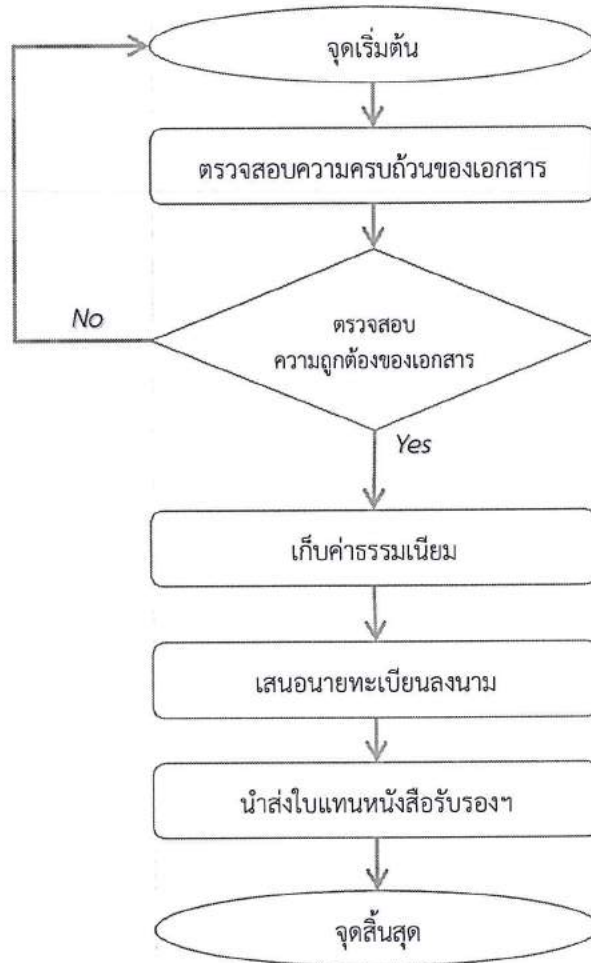 จุดเริ่มต้น
ตรวจสอบความครบถ้วนของเอกสาร
No
ตรวจสอบ
ความถูกต้องของเอกสาร
Yes
เก็บค่าธรรมเนียม
เสนอนายทะเบียนลงนาม
นำส่งใบแทนหนังสือรับรองฯ
จุดสิ้นสุด